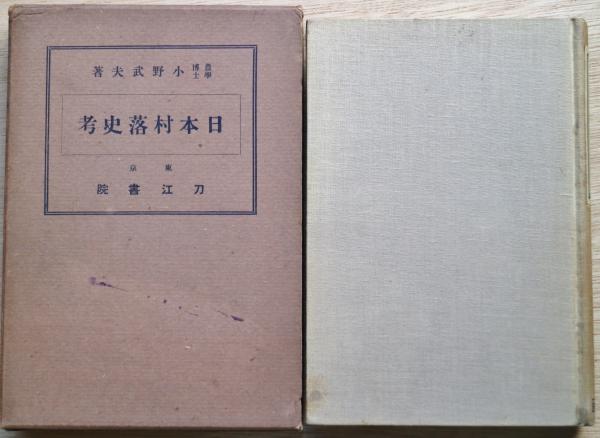 農學博士 小野武夫著
日本村落史考
東京
刀江書院